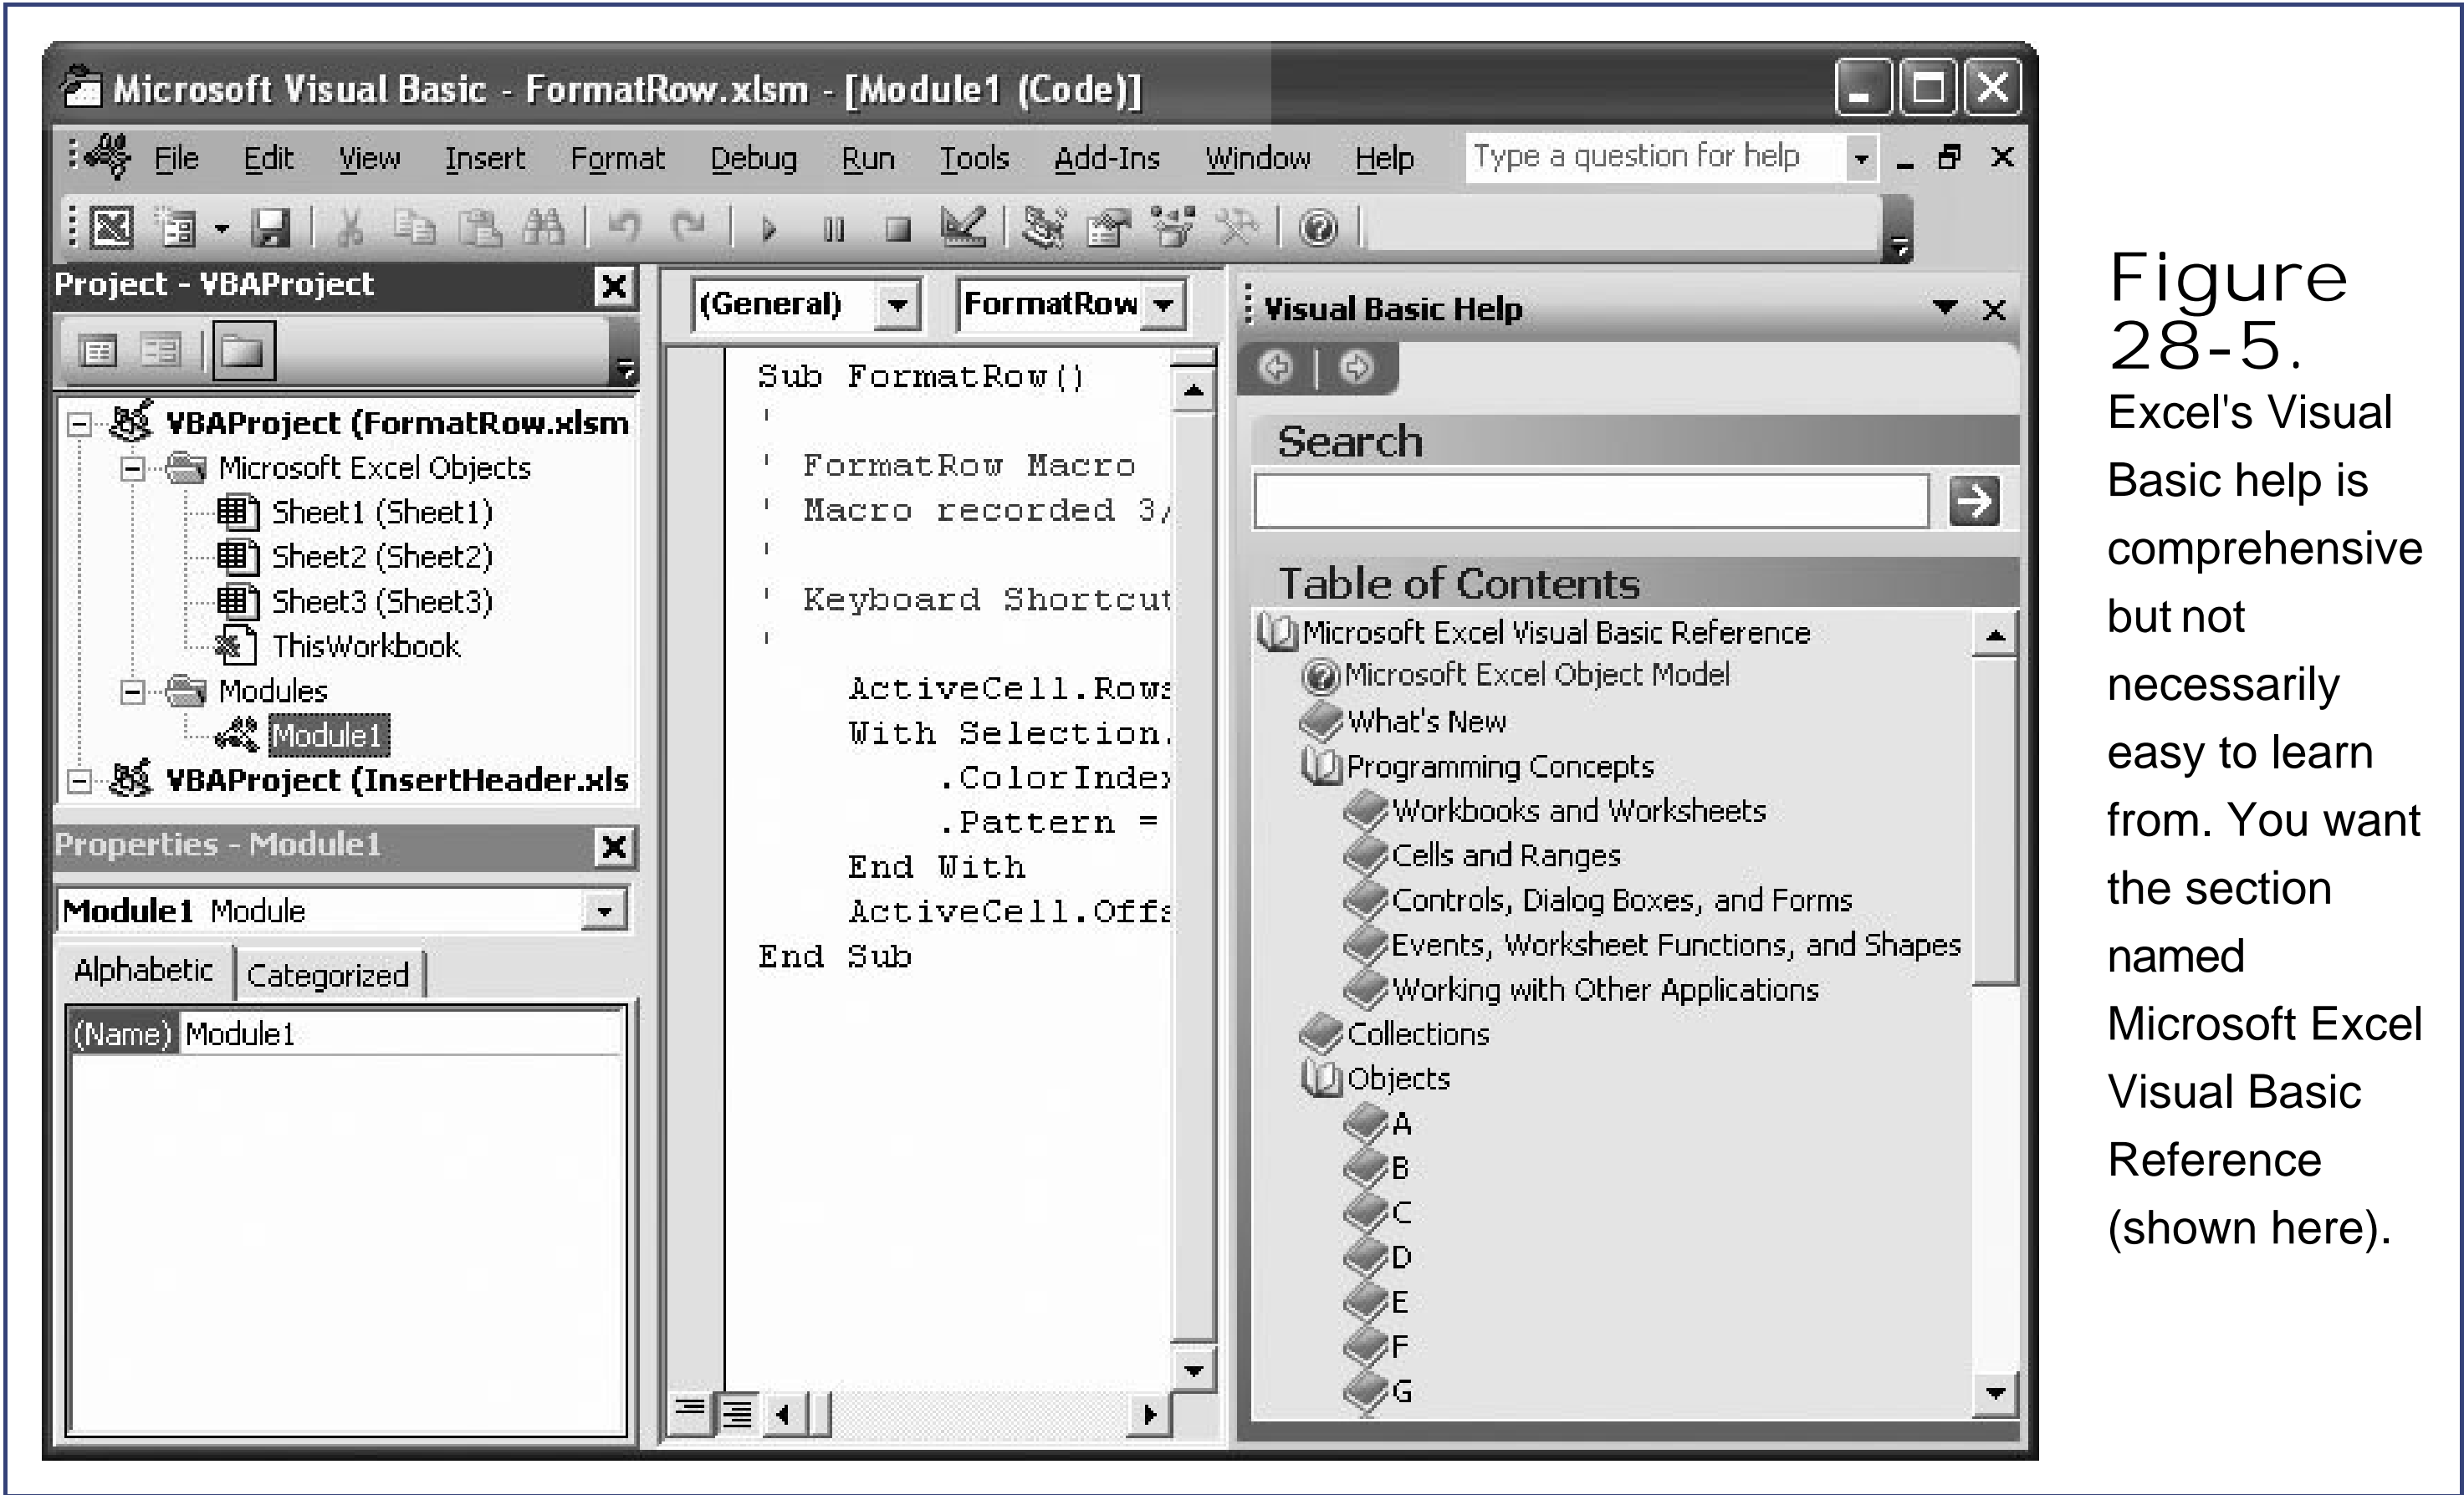 Microsoft Visual Basic - FormatRow.xlsm - [Module1 (Code)]
File Edit View Insert Format Debug Run Tools Add-Ins Window Help Type a question for help
Project - VBAProject
VBAProject (FormatRow.xlsm
Microsoft Excel Objects
Sheet1 (Sheet1)
Sheet2 (Sheet2)
Sheet3 (Sheet3)
ThisWorkbook
Modules
Module1
VBAProject (InsertHeader.xls
Properties - Module1
Module1 Module
Alphabetic Categorized
(Name) Module1
(General) FormatRow
Sub FormatRow()
'
' FormatRow Macro
' Macro recorded 3/
'
' Keyboard Shortcut
'
ActiveCell.Rows
With Selection.
.ColorIndex
.Pattern =
End With
ActiveCell.Offs
End Sub
Visual Basic Help
Search
Table of Contents
Microsoft Excel Visual Basic Reference
Microsoft Excel Object Model
What's New
Programming Concepts
Workbooks and Worksheets
Cells and Ranges
Controls, Dialog Boxes, and Forms
Events, Worksheet Functions, and Shapes
Working with Other Applications
Collections
Objects
A
B
C
D
E
F
G
Figure
28-5.
Excel's Visual
Basic help is
comprehensive
but not
necessarily
easy to learn
from. You want
the section
named
Microsoft Excel
Visual Basic
Reference
(shown here).